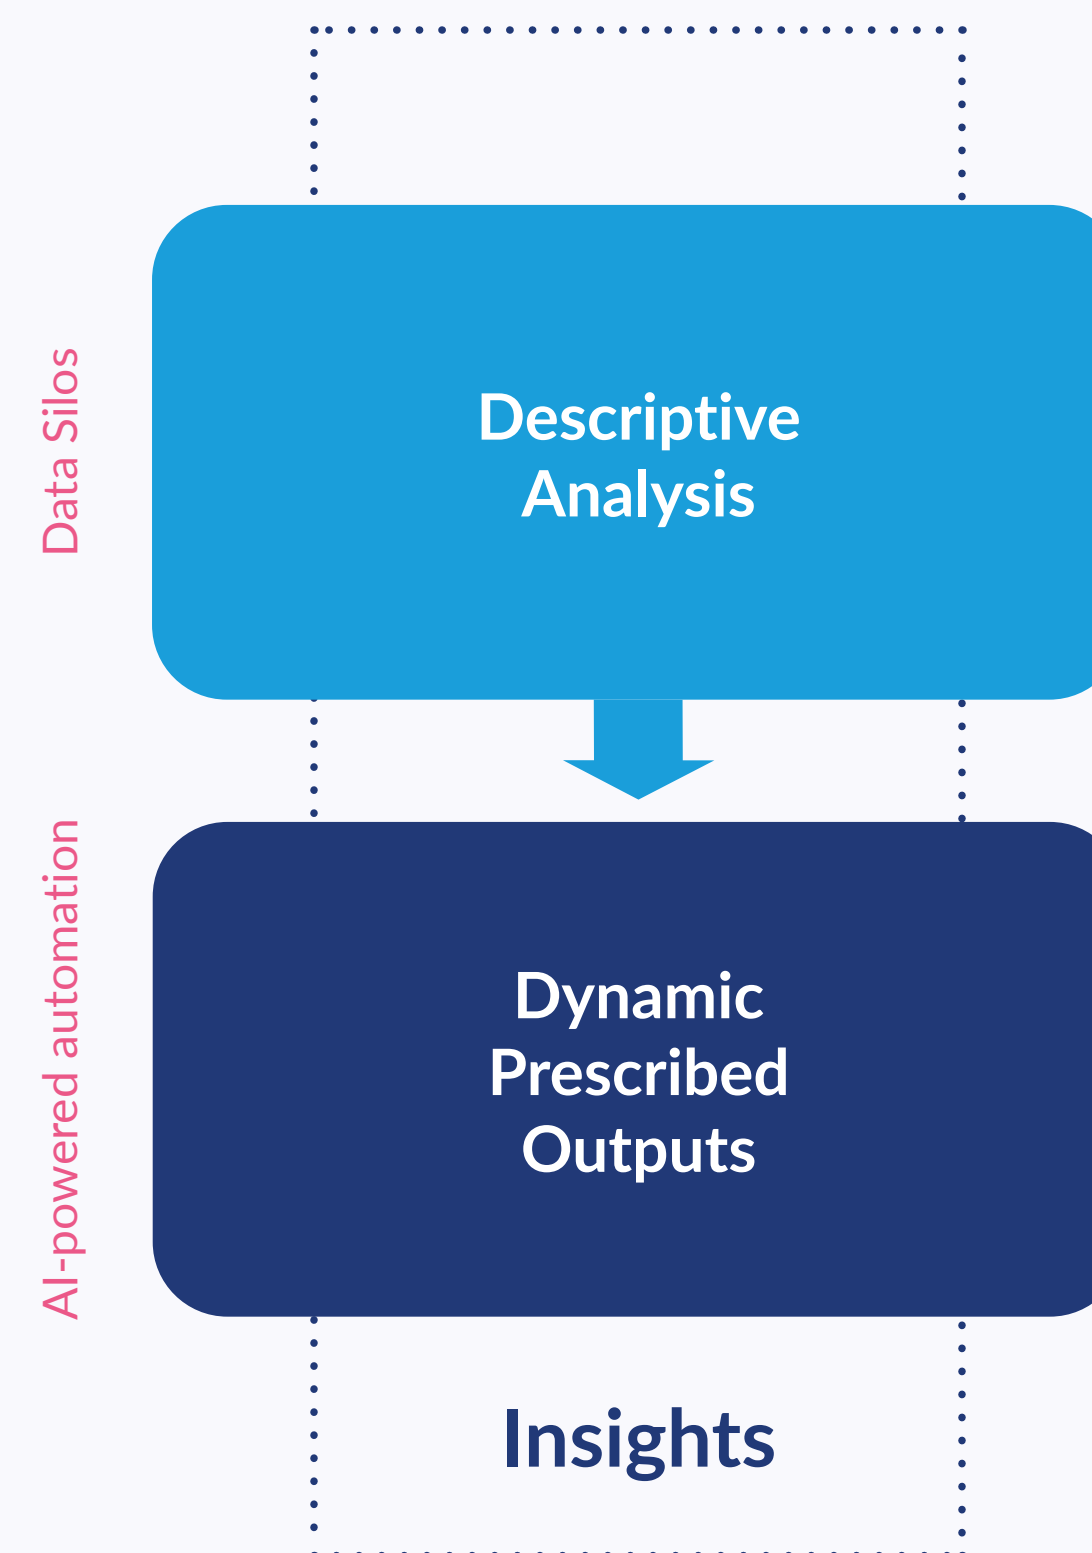 Data Silos
Descriptive
Analysis
AI-powered automation
Dynamic
Prescribed
Outputs
Insights